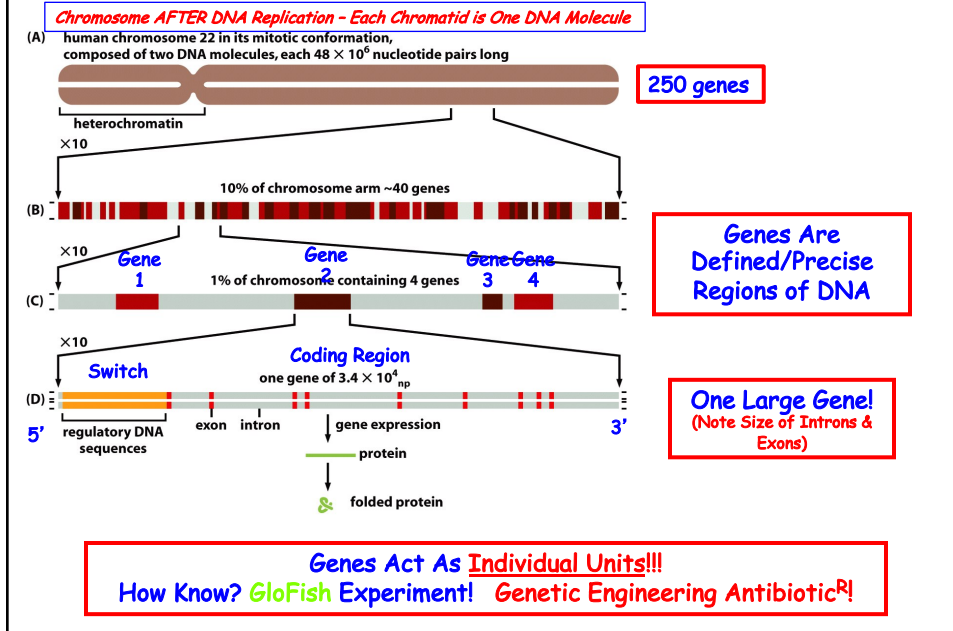 Chromosome AFTER DNA Replication – Each Chromatid is One DNA Molecule
(A) human chromosome 22 in its mitotic conformation,
composed of two DNA molecules, each 48 × 10⁶ nucleotide pairs long
250 genes
heterochromatin
×10
10% of chromosome arm ~40 genes
(B)
×10
Gene 1
Gene 2
Gene 3
Gene 4
1% of chromosome containing 4 genes
(C)
Genes Are
Defined/Precise
Regions of DNA
×10
Switch
Coding Region
one gene of 3.4 × 10⁴ np
(D)
5’
3’
regulatory DNA
sequences
exon
intron
gene expression
protein
folded protein
One Large Gene!
(Note Size of Introns &
Exons)
Genes Act As Individual Units!!!
How Know? GloFish Experiment! Genetic Engineering Antibioticᴿ!